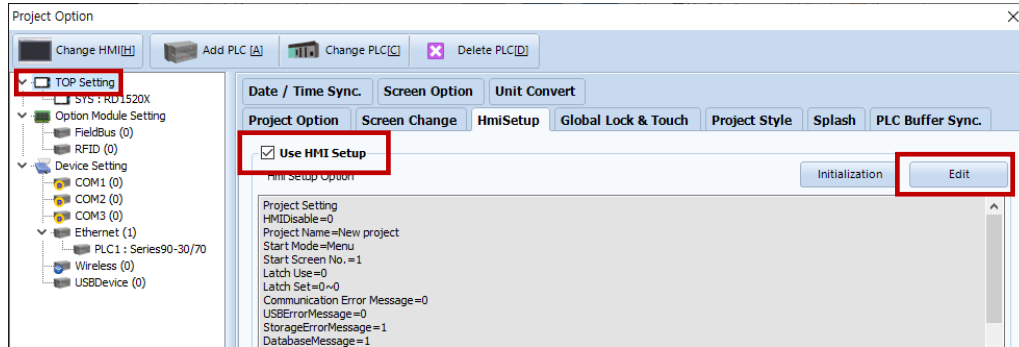 Project Option
Change HMI[H] Add PLC [A] Change PLC[C] Delete PLC[D]
TOP Setting
SYS : RD1520X
Option Module Setting
FieldBus (0)
RFID (0)
Device Setting
COM1 (0)
COM2 (0)
COM3 (0)
Ethernet (1)
PLC1 : Series90-30/70
Wireless (0)
USBDevice (0)
Date / Time Sync. Screen Option Unit Convert
Project Option Screen Change HmiSetup Global Lock & Touch Project Style Splash PLC Buffer Sync.
Use HMI Setup
Hmi Setup Option Initialization Edit
Project Setting
HMIDisable=0
Project Name=New project
Start Mode=Menu
Start Screen No.=1
Latch Use=0
Latch Set=0~0
Communication Error Message=0
USBErrorMessage=0
StorageErrorMessage=1
DatabaseMessage=1